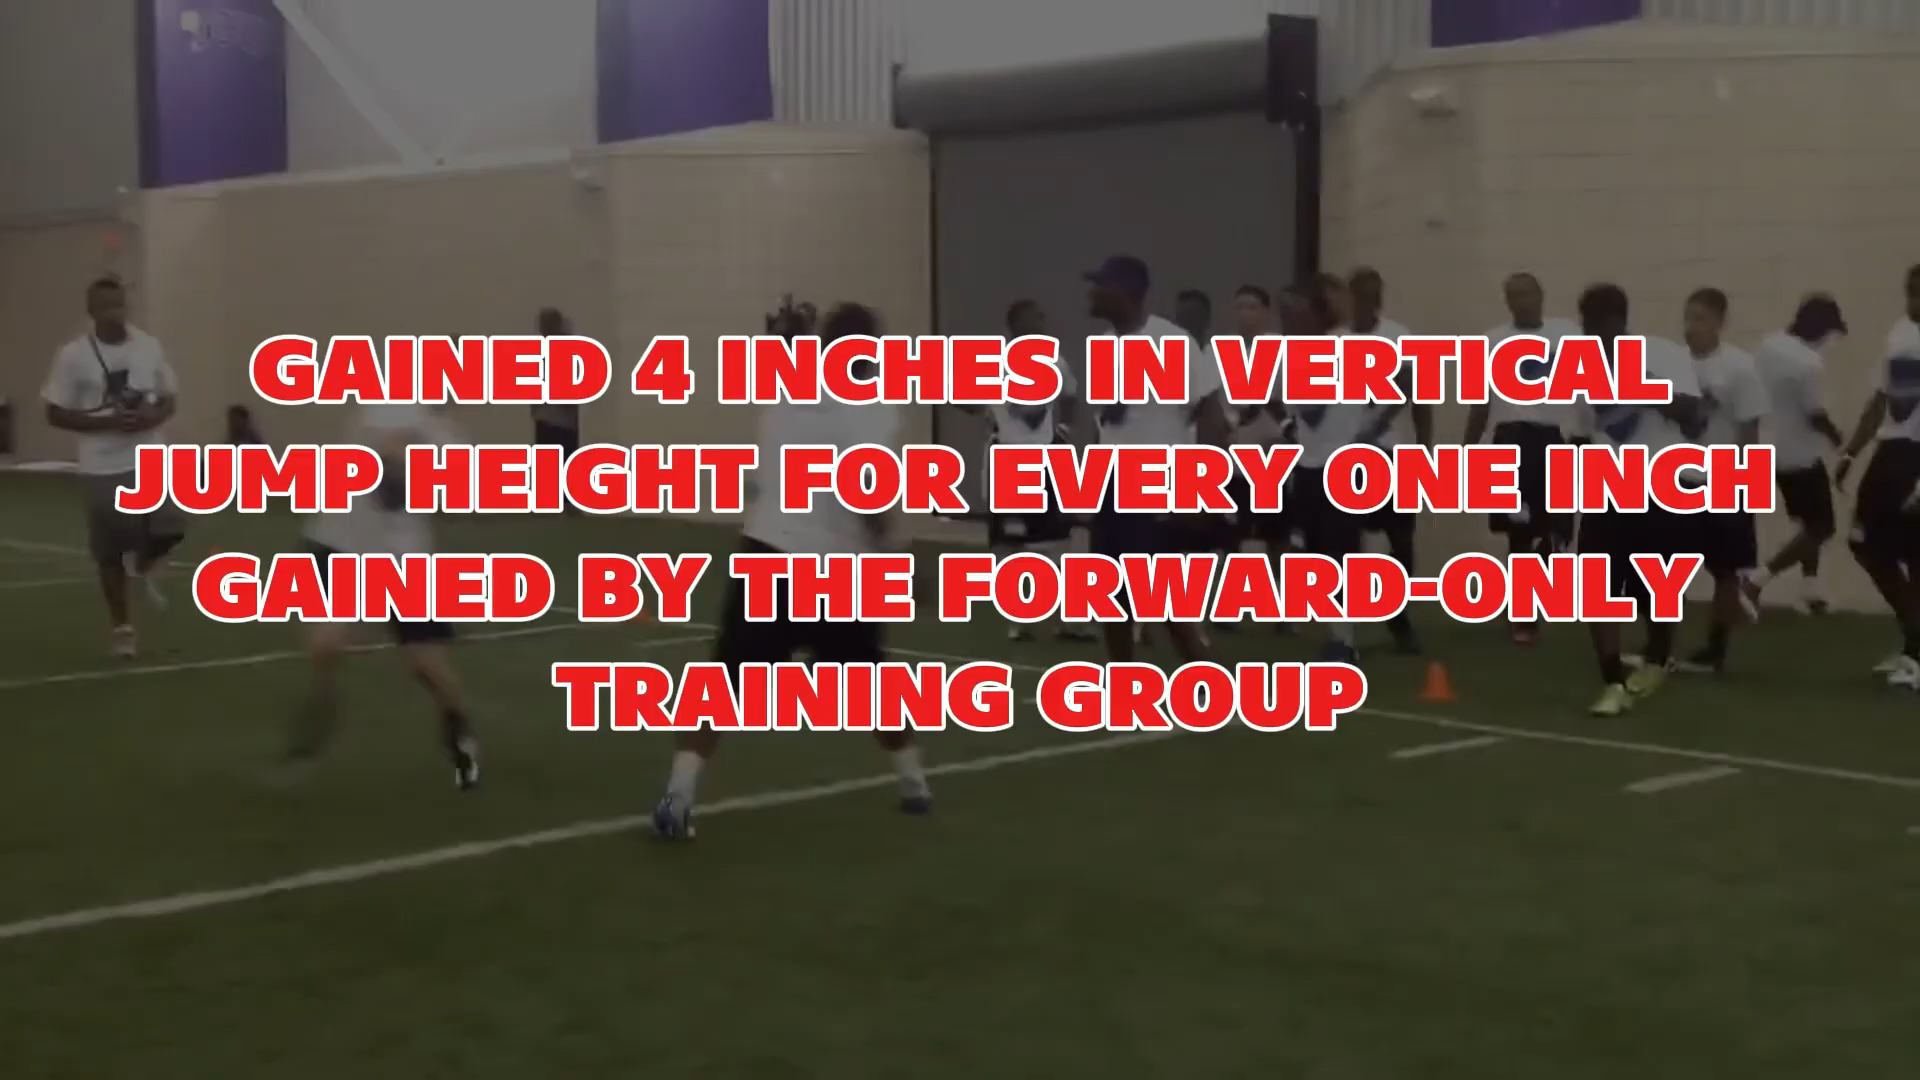 GAINED 4 INCHES IN VERTICAL
JUMP HEIGHT FOR EVERY ONE INCH
GAINED BY THE FORWARD-ONLY
TRAINING GROUP